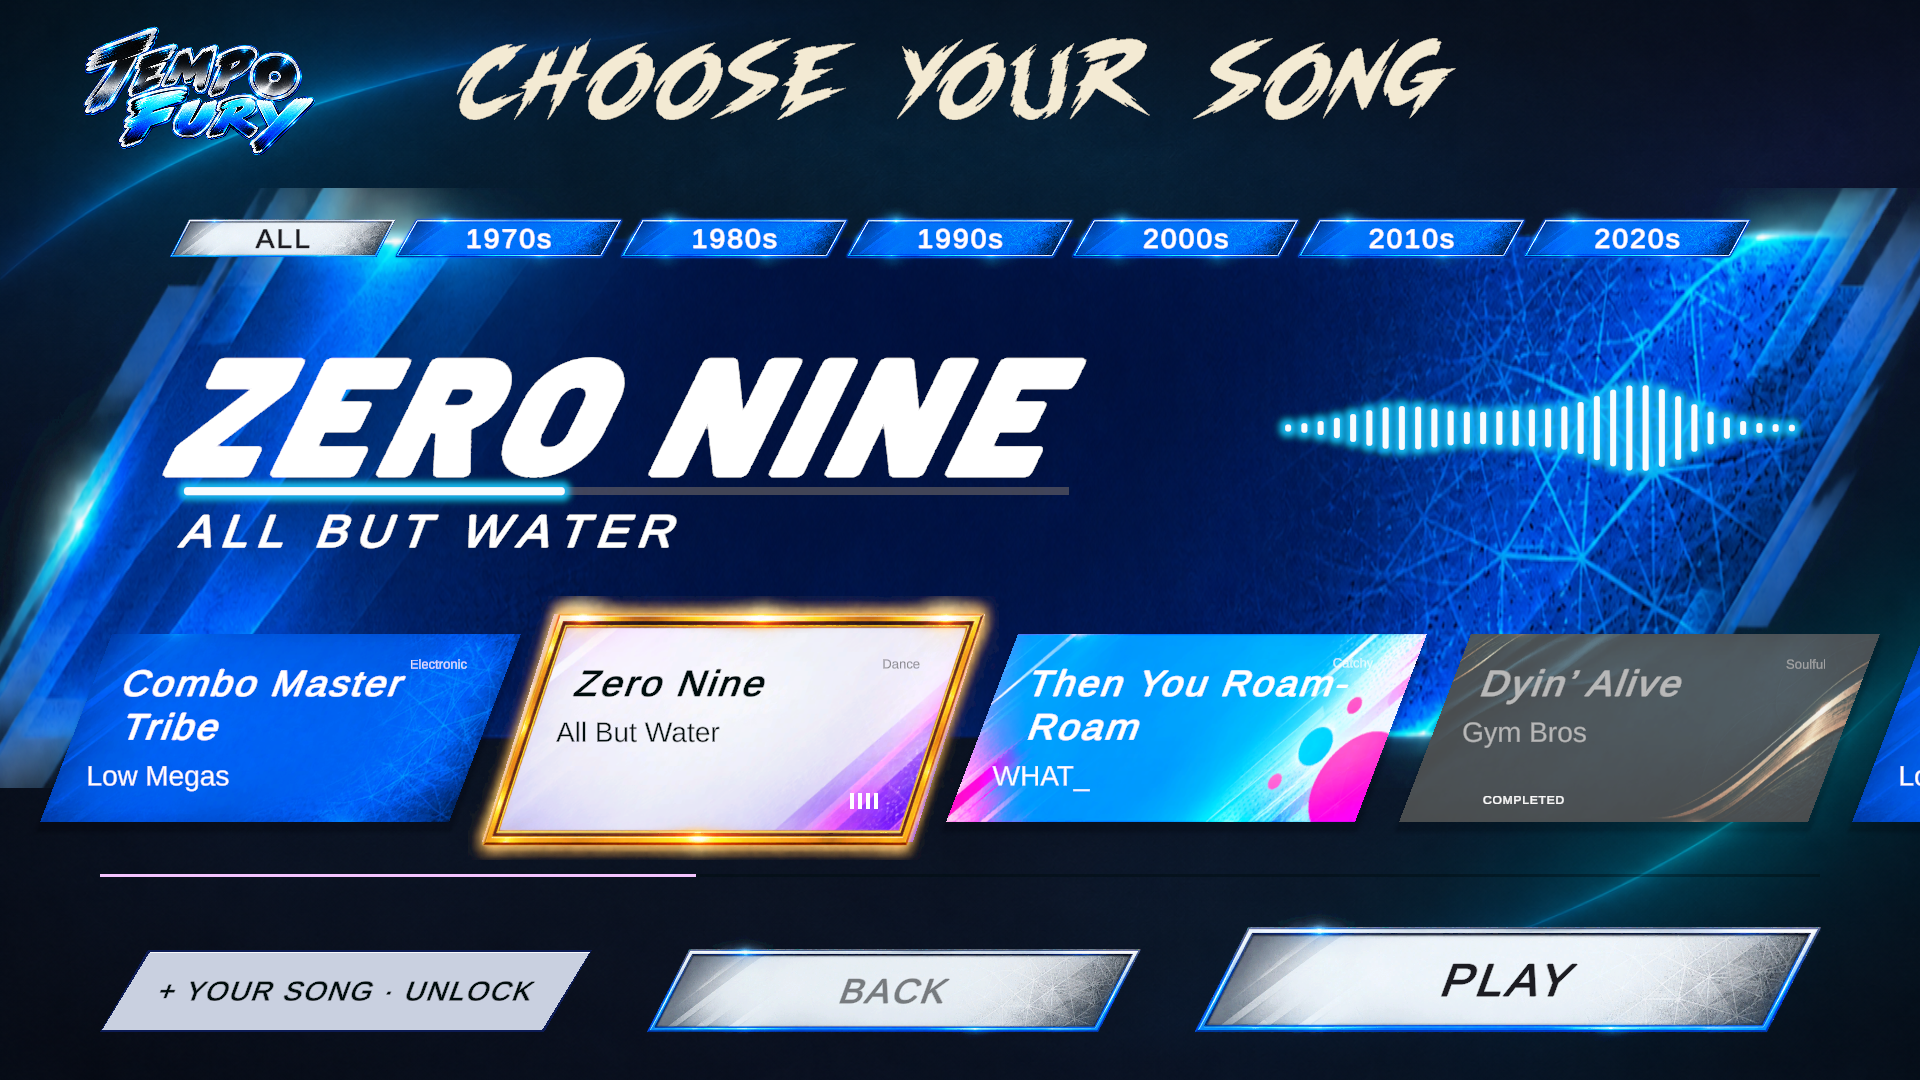 TEMPO
FURY
CHOOSE YOUR SONG
ALL
1970s
1980s
1990s
2000s
2010s
2020s
ZERO NINE
ALL BUT WATER
Electronic
Combo Master
Tribe
Low Megas
Dance
Zero Nine
All But Water
Catchy
Then You Roam-
Roam
WHAT_
Soulful
Dyin’ Alive
Gym Bros
COMPLETED
Lo
+ YOUR SONG · UNLOCK
BACK
PLAY